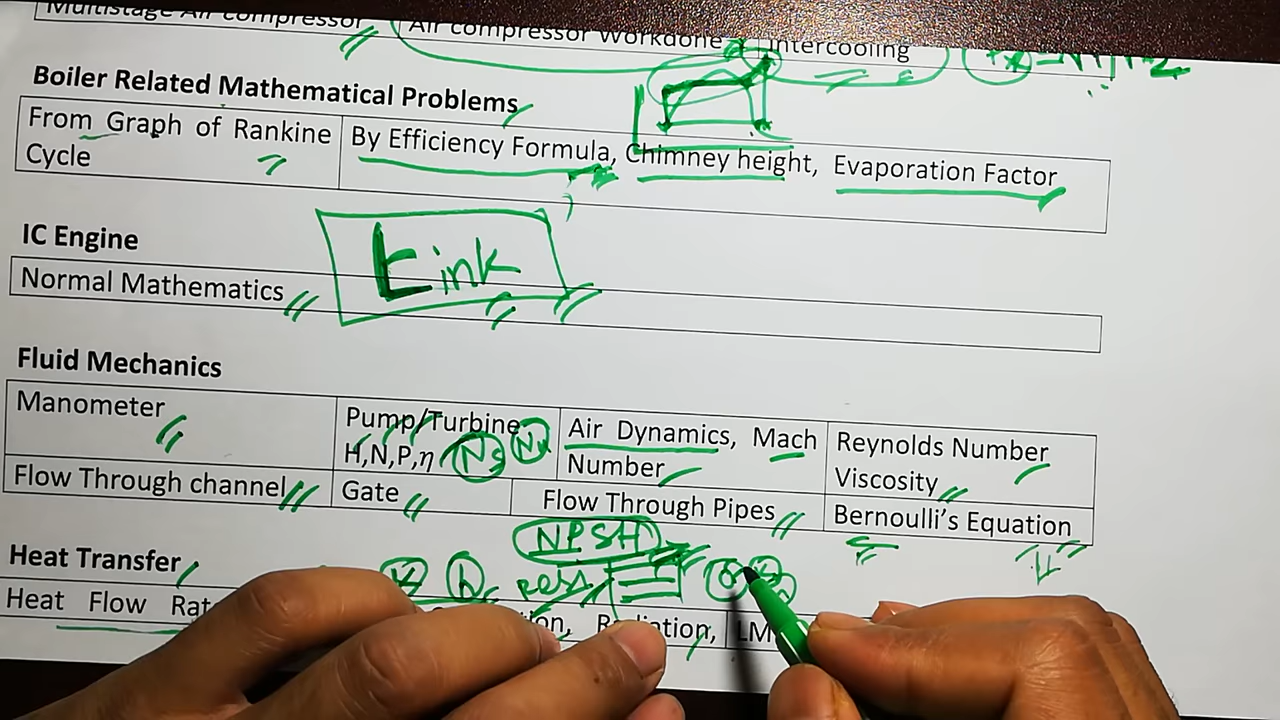 Multistage Air compressor
Air compressor Workdone
Intercooling
Boiler Related Mathematical Problems
From Graph of Rankine
Cycle
By Efficiency Formula, Chimney height, Evaporation Factor
IC Engine
Link
Normal Mathematics
Fluid Mechanics
Manometer
Pump/Turbine
H,N,P,η
Ns
Air Dynamics, Mach
Number
Reynolds Number
Viscosity
Flow Through channel
Gate
Flow Through Pipes
Bernoulli's Equation
NPSH
Heat Transfer
Heat Flow
Radiation,